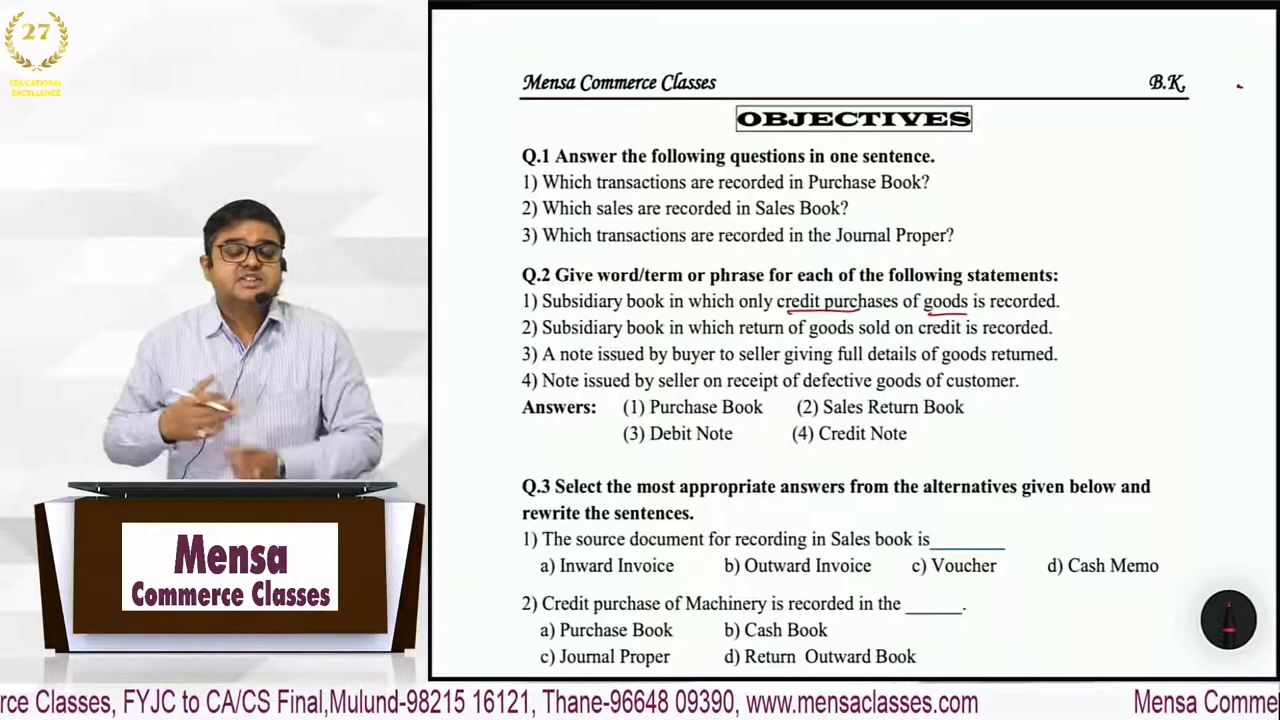 27
EDUCATIONAL
EXCELLENCE
Mensa Commerce Classes B.K.
OBJECTIVES
Q.1 Answer the following questions in one sentence.
1) Which transactions are recorded in Purchase Book?
2) Which sales are recorded in Sales Book?
3) Which transactions are recorded in the Journal Proper?
Q.2 Give word/term or phrase for each of the following statements:
1) Subsidiary book in which only credit purchases of goods is recorded.
2) Subsidiary book in which return of goods sold on credit is recorded.
3) A note issued by buyer to seller giving full details of goods returned.
4) Note issued by seller on receipt of defective goods of customer.
Answers: (1) Purchase Book (2) Sales Return Book
(3) Debit Note (4) Credit Note
Q.3 Select the most appropriate answers from the alternatives given below and
rewrite the sentences.
1) The source document for recording in Sales book is________
a) Inward Invoice b) Outward Invoice c) Voucher d) Cash Memo
2) Credit purchase of Machinery is recorded in the ______.
a) Purchase Book b) Cash Book
c) Journal Proper d) Return Outward Book
Mensa
Commerce Classes
rce Classes, FYJC to CA/CS Final,Mulund-98215 16121, Thane-96648 09390, www.mensaclasses.com Mensa Comme